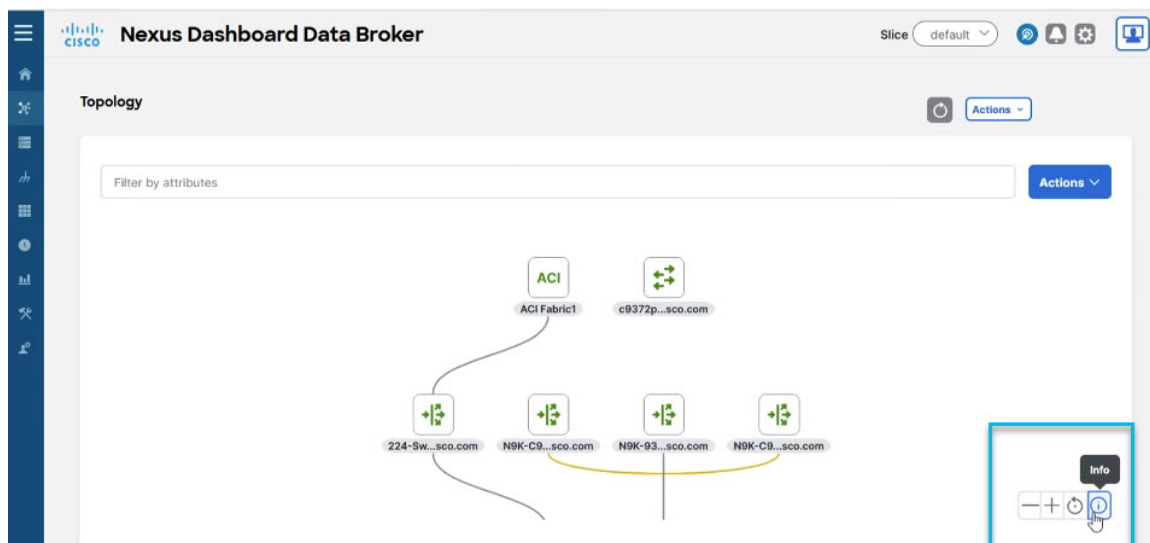 CISCO Nexus Dashboard Data Broker
Slice default
Topology
Actions
Filter by attributes
Actions
ACI
ACI Fabric1 c9372p...sco.com
224-Sw...sco.com N9K-C9...sco.com N9K-93...sco.com N9K-C9...sco.com
Info